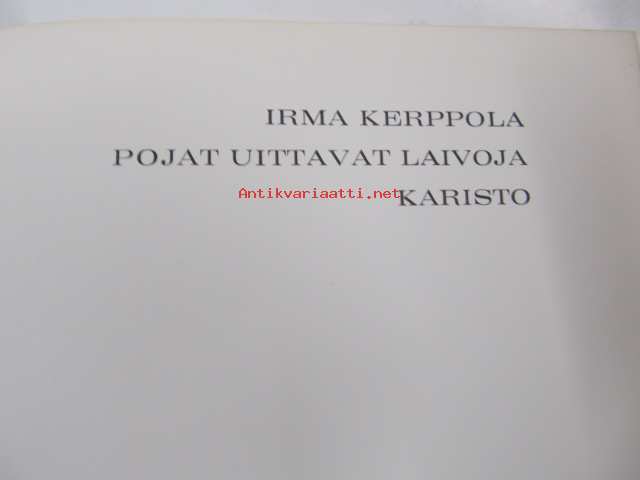 IRMA KERPPOLA
POJAT UITTAVAT LAIVOJA
Antikvariaatti.net
KARISTO